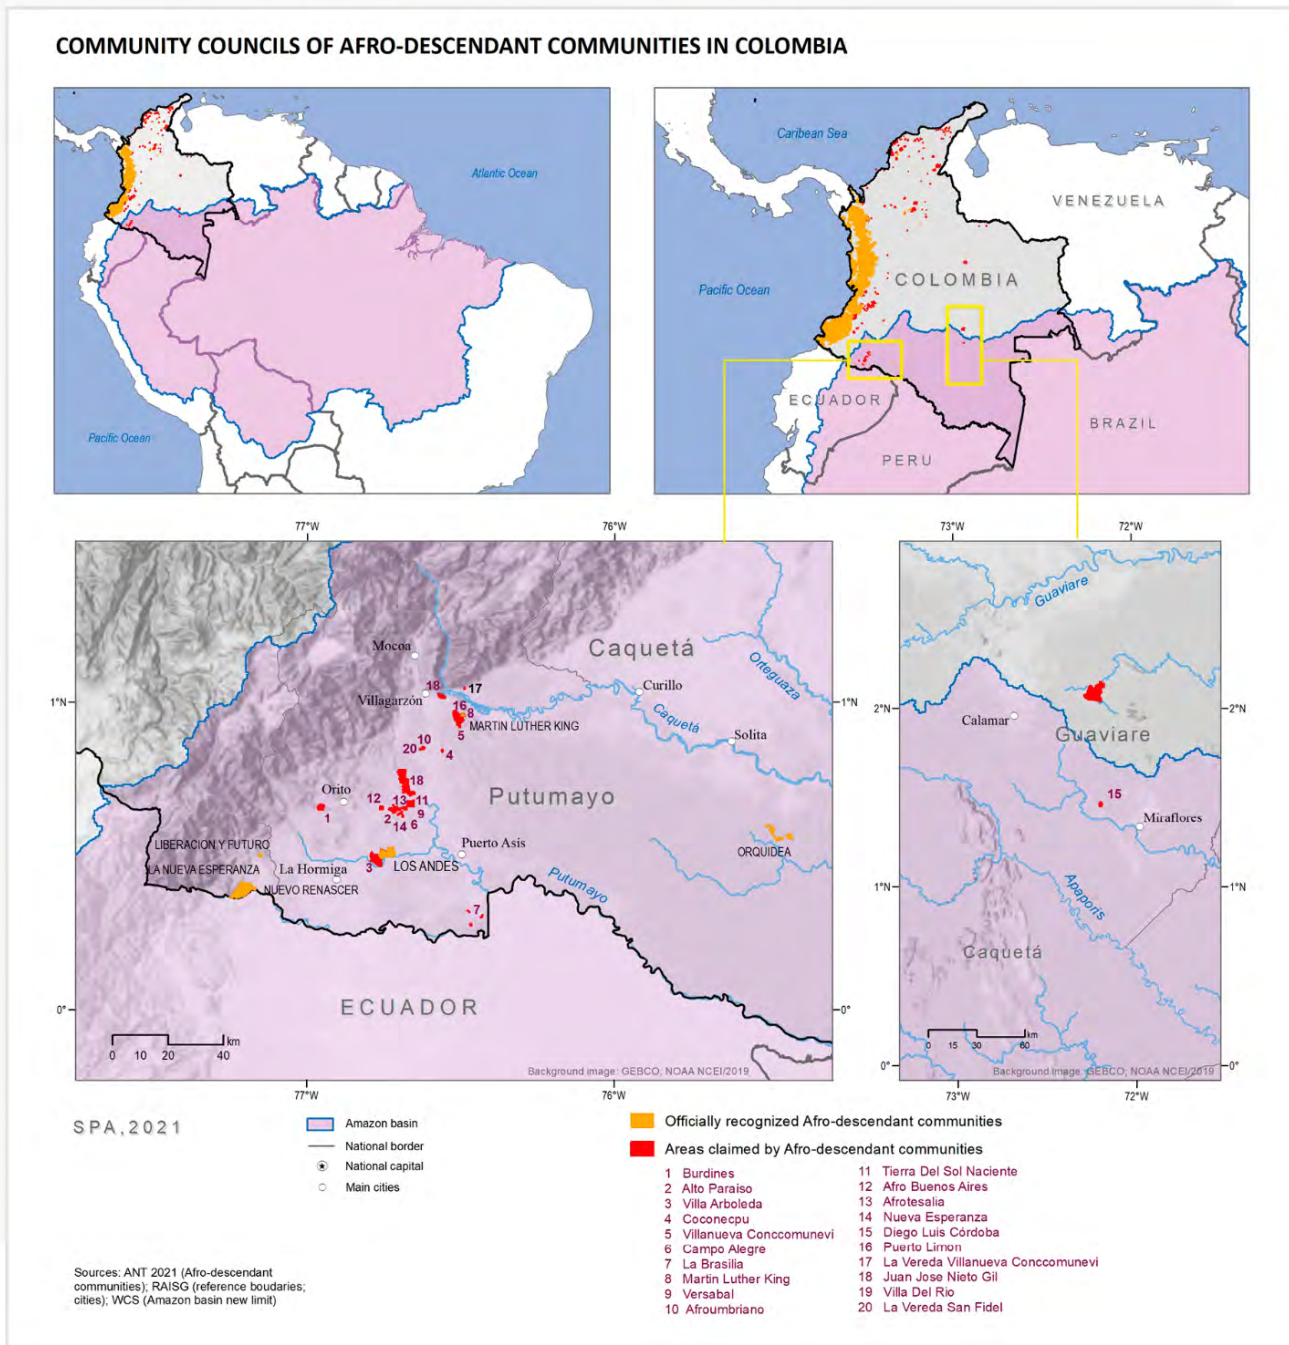 COMMUNITY COUNCILS OF AFRO-DESCENDANT COMMUNITIES IN COLOMBIA
Atlantic Ocean
Pacific Ocean
Caribean Sea
VENEZUELA
Pacific Ocean
COLOMBIA
ECUADOR
BRAZIL
PERU
77°W
76°W
Caquetá
Mocoa
Orteguaza
18
17
Curillo
Villagarzón
1°N
1°N
16
8
MARTIN LUTHER KING
Caquetá
5
Solita
10
20
4
18
Orito
Putumayo
12
13
11
1
2
9
14
6
LIBERACION Y FUTURO
Puerto Asis
ORQUIDEA
LA NUEVA ESPERANZA
La Hormiga
3
LOS ANDES
NUEVO RENASCER
Putumayo
7
0°
0°
ECUADOR
km
0 10 20 40
Background image: GEBCO, NOAA NCEI/2019
77°W
76°W
73°W
72°W
Guaviare
2°N
2°N
Calamar
Guaviare
15
Miraflores
1°N
1°N
Apaporis
Caquetá
km
0 15 30 60
0°
0°
Background image: GEBCO, NOAA NCEI/2019
73°W
72°W
SPA,2021
Amazon basin
National border
National capital
Main cities
Officially recognized Afro-descendant communities
Areas claimed by Afro-descendant communities
1 Burdines
2 Alto Paraiso
3 Villa Arboleda
4 Coconecpu
5 Villanueva Conccomunevi
6 Campo Alegre
7 La Brasilia
8 Martin Luther King
9 Versabal
10 Afroumbriano
11 Tierra Del Sol Naciente
12 Afro Buenos Aires
13 Afrotesalia
14 Nueva Esperanza
15 Diego Luis Córdoba
16 Puerto Limon
17 La Vereda Villanueva Conccomunevi
18 Juan Jose Nieto Gil
19 Villa Del Rio
20 La Vereda San Fidel
Sources: ANT 2021 (Afro-descendant
communities); RAISG (reference boudaries;
cities); WCS (Amazon basin new limit)